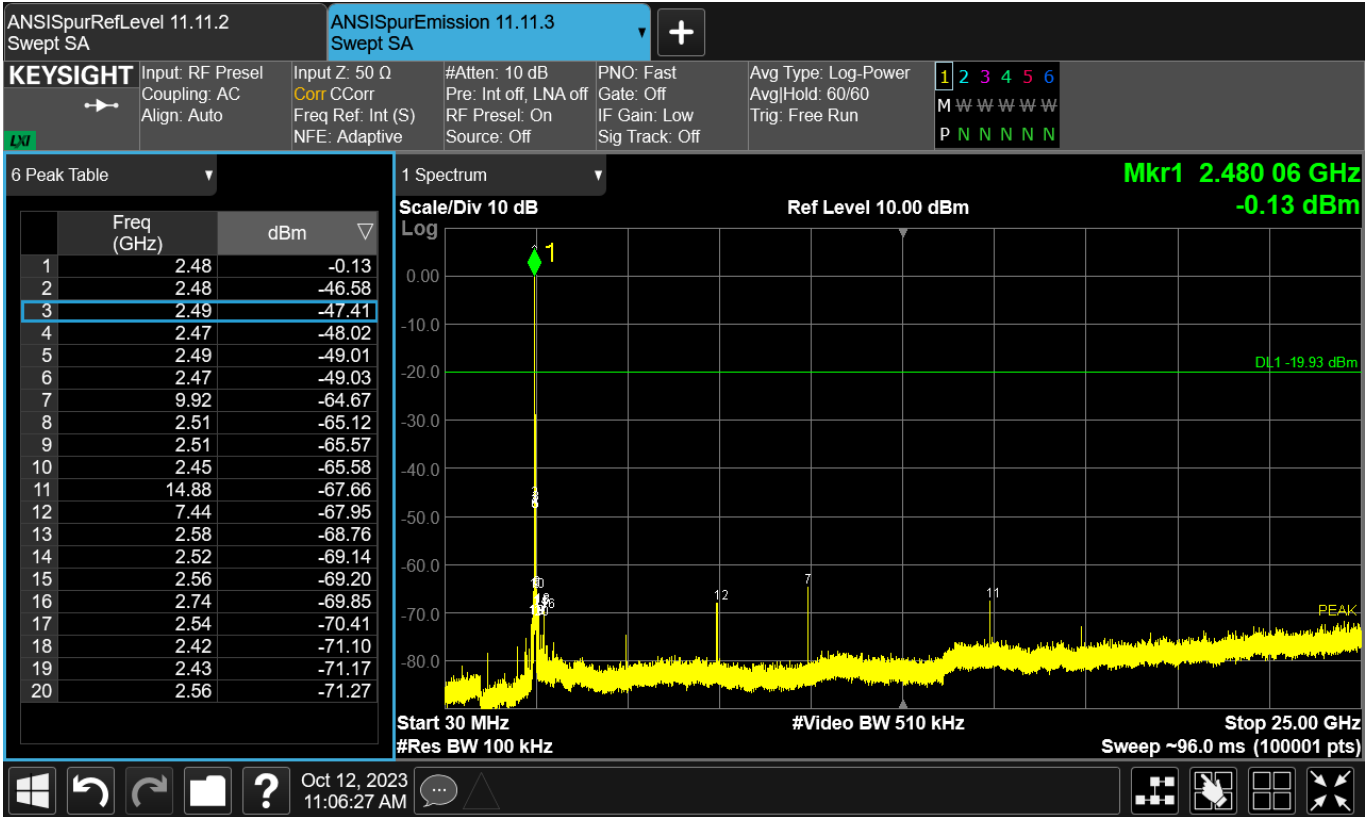 ANSISpurRefLevel 11.11.2
Swept SA
ANSISpurEmission 11.11.3
Swept SA
+
KEYSIGHT
LXI
Input: RF Presel
Coupling: AC
Align: Auto
Input Z: 50 Ω
Corr CCorr
Freq Ref: Int (S)
NFE: Adaptive
#Atten: 10 dB
Pre: Int off, LNA off
RF Presel: On
Source: Off
PNO: Fast
Gate: Off
IF Gain: Low
Sig Track: Off
Avg Type: Log-Power
Avg|Hold: 60/60
Trig: Free Run
1 2 3 4 5 6
M W W W W W
P N N N N N
6 Peak Table
Freq (GHz) dBm
1 2.48 -0.13
2 2.48 -46.58
3 2.49 -47.41
4 2.47 -48.02
5 2.49 -49.01
6 2.47 -49.03
7 9.92 -64.67
8 2.51 -65.12
9 2.51 -65.57
10 2.45 -65.58
11 14.88 -67.66
12 7.44 -67.95
13 2.58 -68.76
14 2.52 -69.14
15 2.56 -69.20
16 2.74 -69.85
17 2.54 -70.41
18 2.42 -71.10
19 2.43 -71.17
20 2.56 -71.27
1 Spectrum
Mkr1 2.480 06 GHz
-0.13 dBm
Scale/Div 10 dB
Ref Level 10.00 dBm
Log
1
0.00
-10.0
DL1 -19.93 dBm
-20.0
-30.0
-40.0
-50.0
-60.0
7
12
11
-70.0
PEAK
-80.0
Start 30 MHz
#Video BW 510 kHz
Stop 25.00 GHz
#Res BW 100 kHz
Sweep ~96.0 ms (100001 pts)
?
Oct 12, 2023
11:06:27 AM